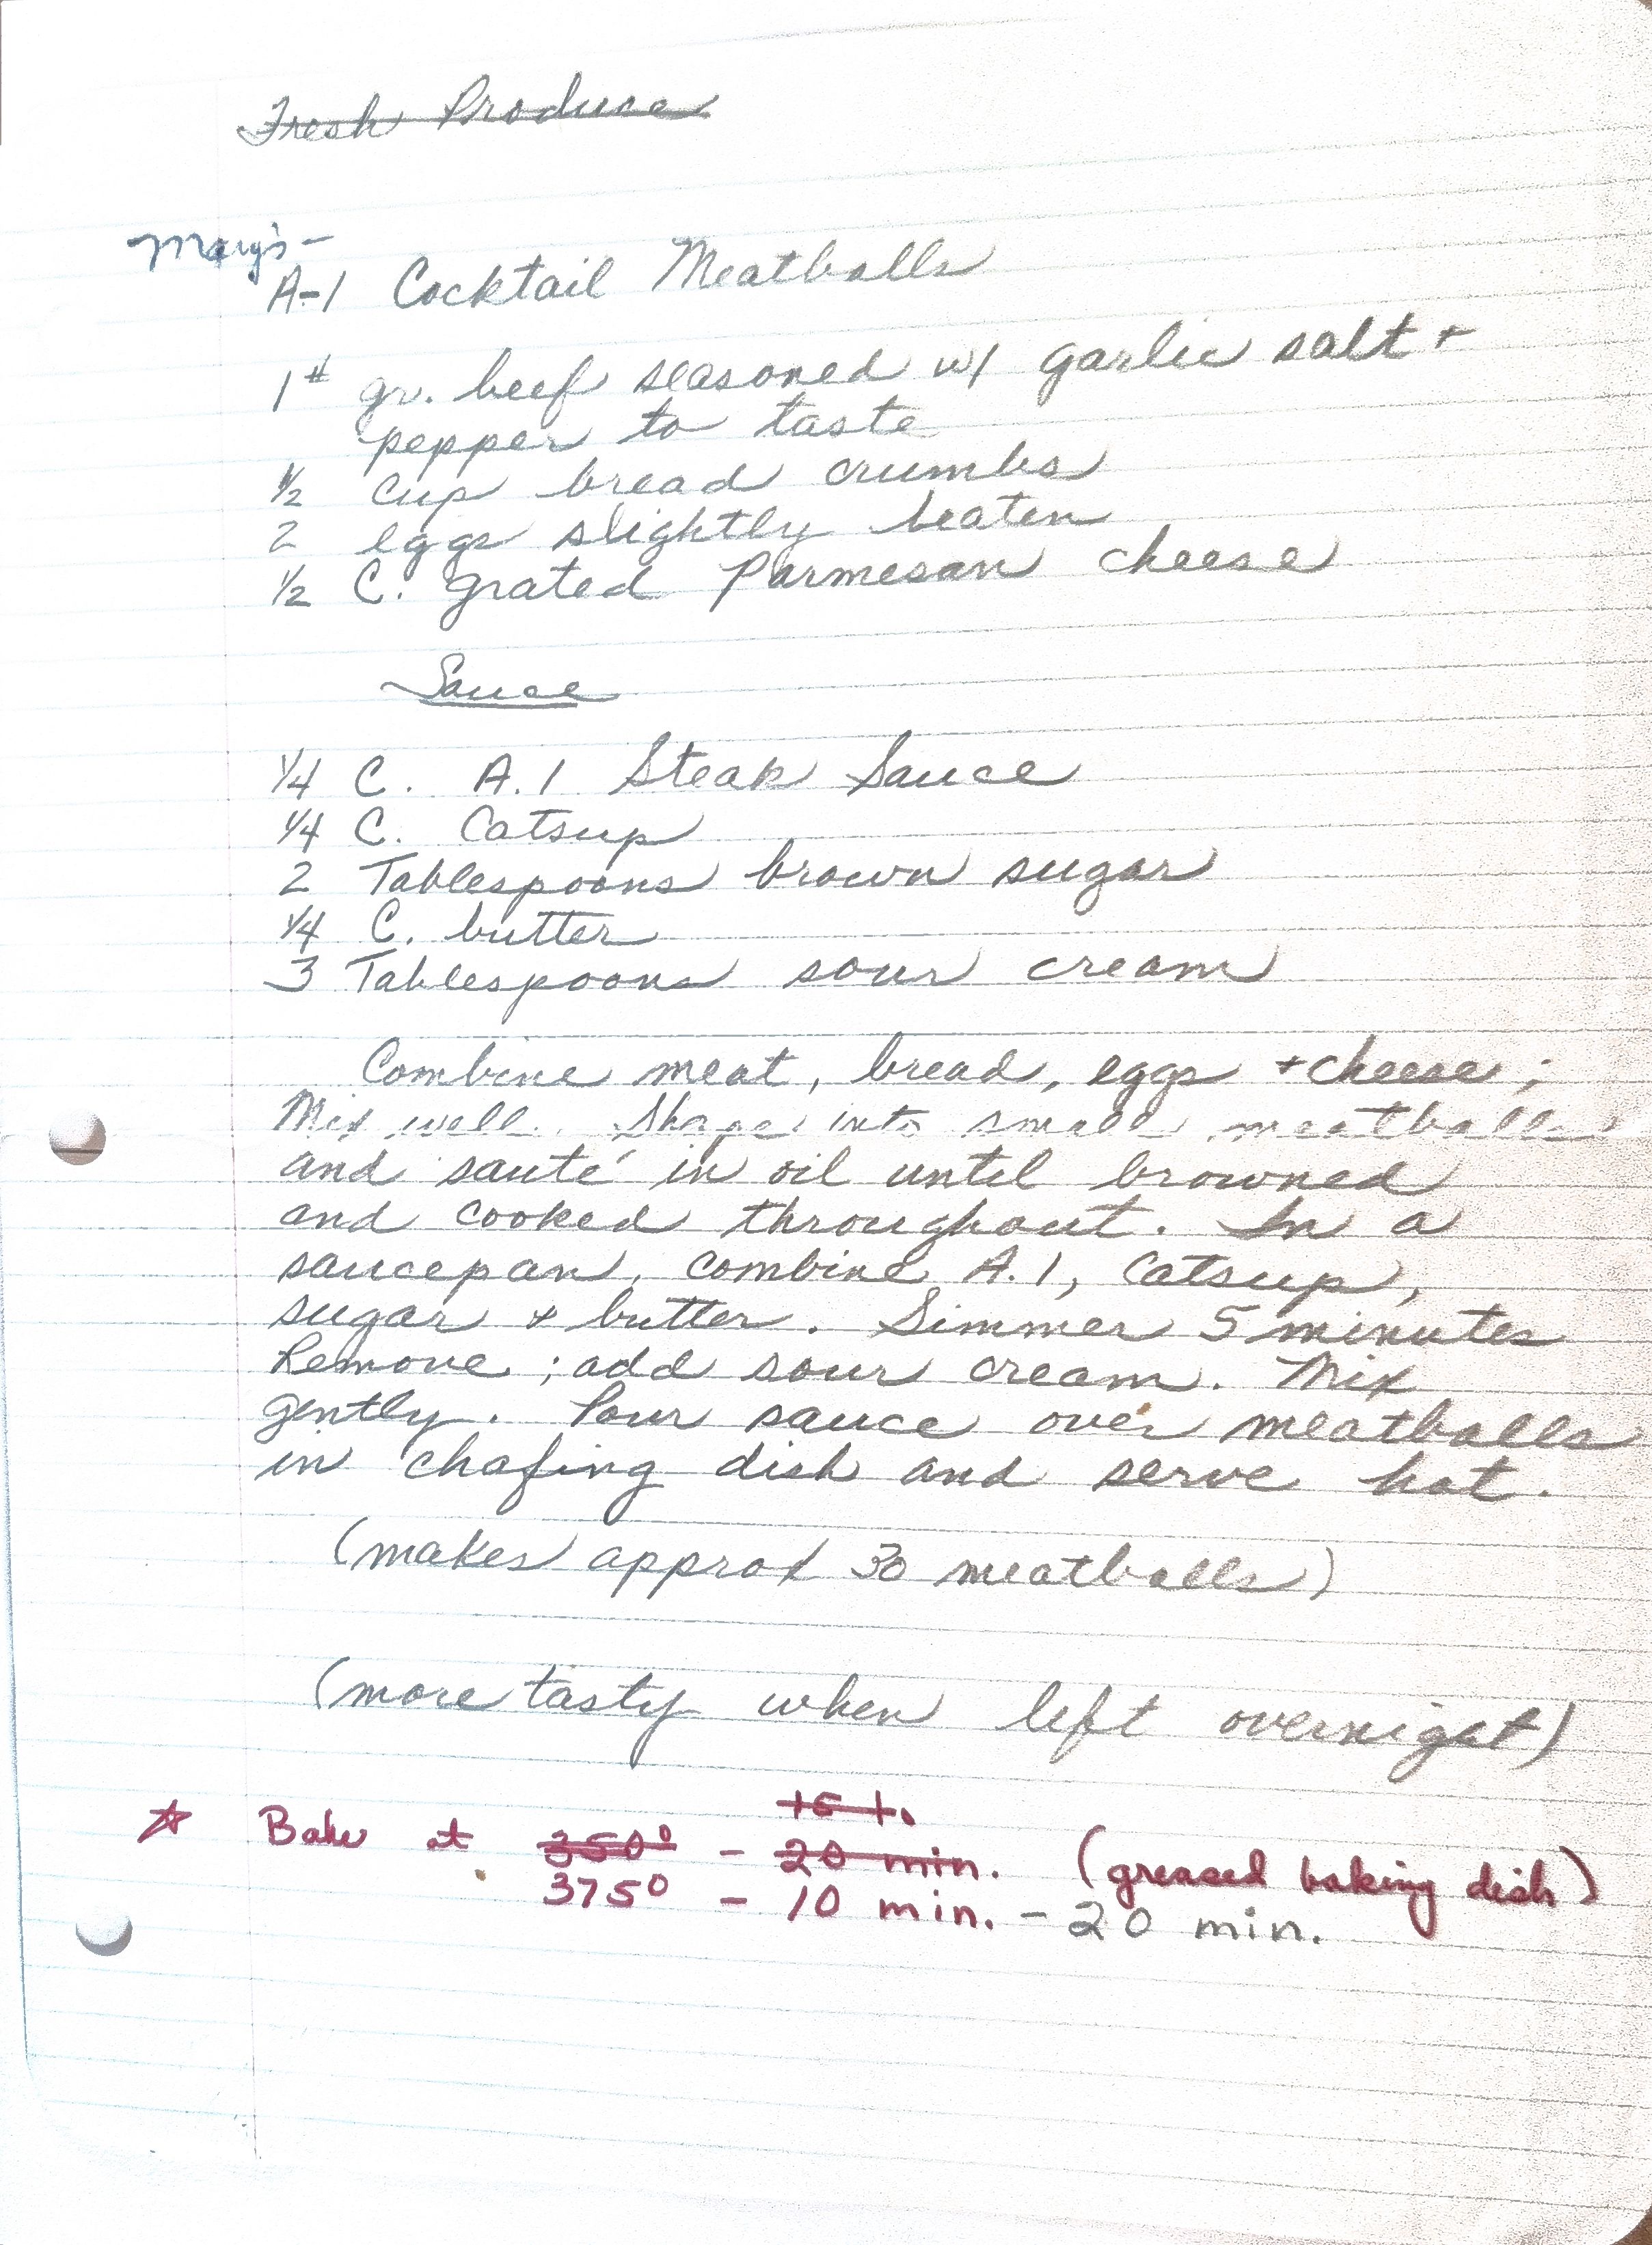 Fresh Produce
Mary's -
A-1 Cocktail Meatballs
1# gr. beef seasoned w/ garlic salt +
pepper to taste
1/2 cup bread crumbs
2 eggs slightly beaten
1/2 C. grated Parmesan cheese
Sauce
1/4 C. A.1 Steak Sauce
1/4 C. Catsup
2 Tablespoons brown sugar
1/4 C. butter
3 Tablespoons sour cream
Combine meat, bread, eggs + cheese;
Mix well. Shape into small meatballs
and sauté in oil until browned
and cooked throughout. In a
saucepan, combine A.1, Catsup,
sugar + butter. Simmer 5 minutes
Remove; add sour cream. Mix
gently. Pour sauce over meatballs
in chafing dish and serve hot.
(makes approx 30 meatballs)
(more tasty when left overnight)
15 to
☆ Bake at 350° - 20 min. (greased baking dish)
375° - 10 min. - 20 min.